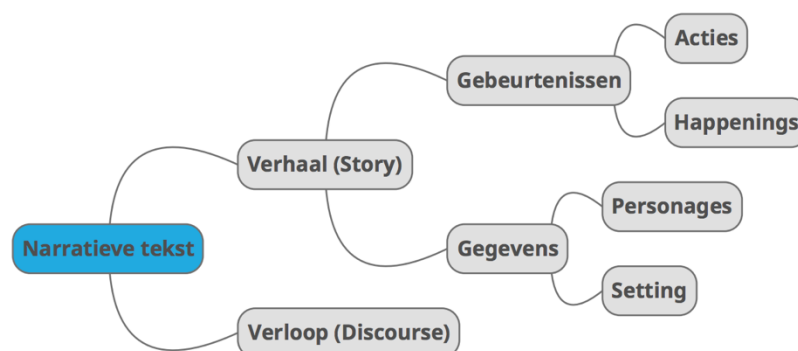 Narratieve tekst
Verhaal (Story)
Gebeurtenissen
Acties
Happenings
Gegevens
Personages
Setting
Verloop (Discourse)